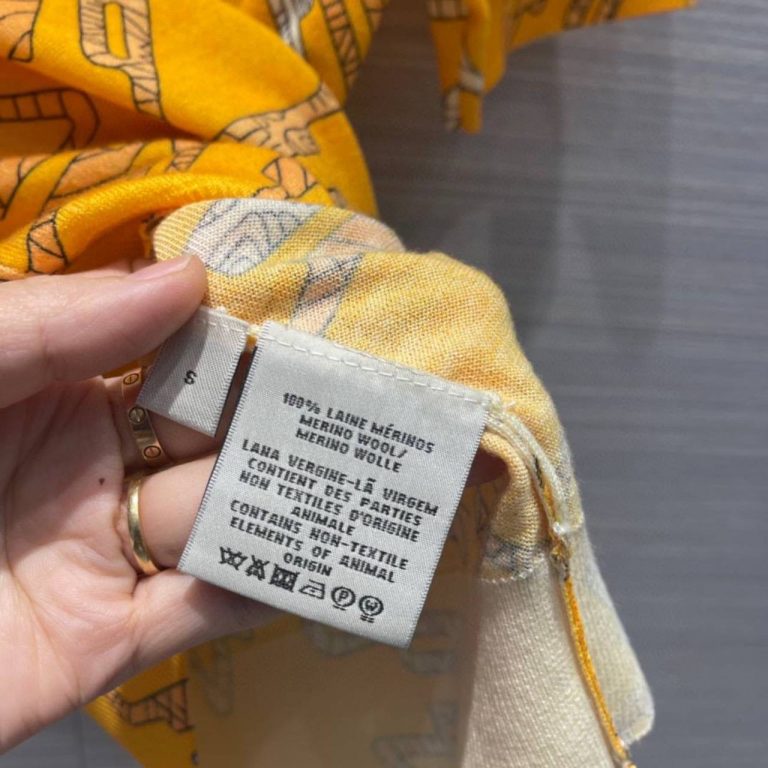 S
100% LAINE MÉRINOS
MERINO WOOL/
MERINO WOLLE
LANA VERGINE-LÃ VIRGEM
CONTIENT DES PARTIES
NON TEXTILES D'ORIGINE
ANIMALE
CONTAINS NON-TEXTILE
ELEMENTS OF ANIMAL
ORIGIN
P W